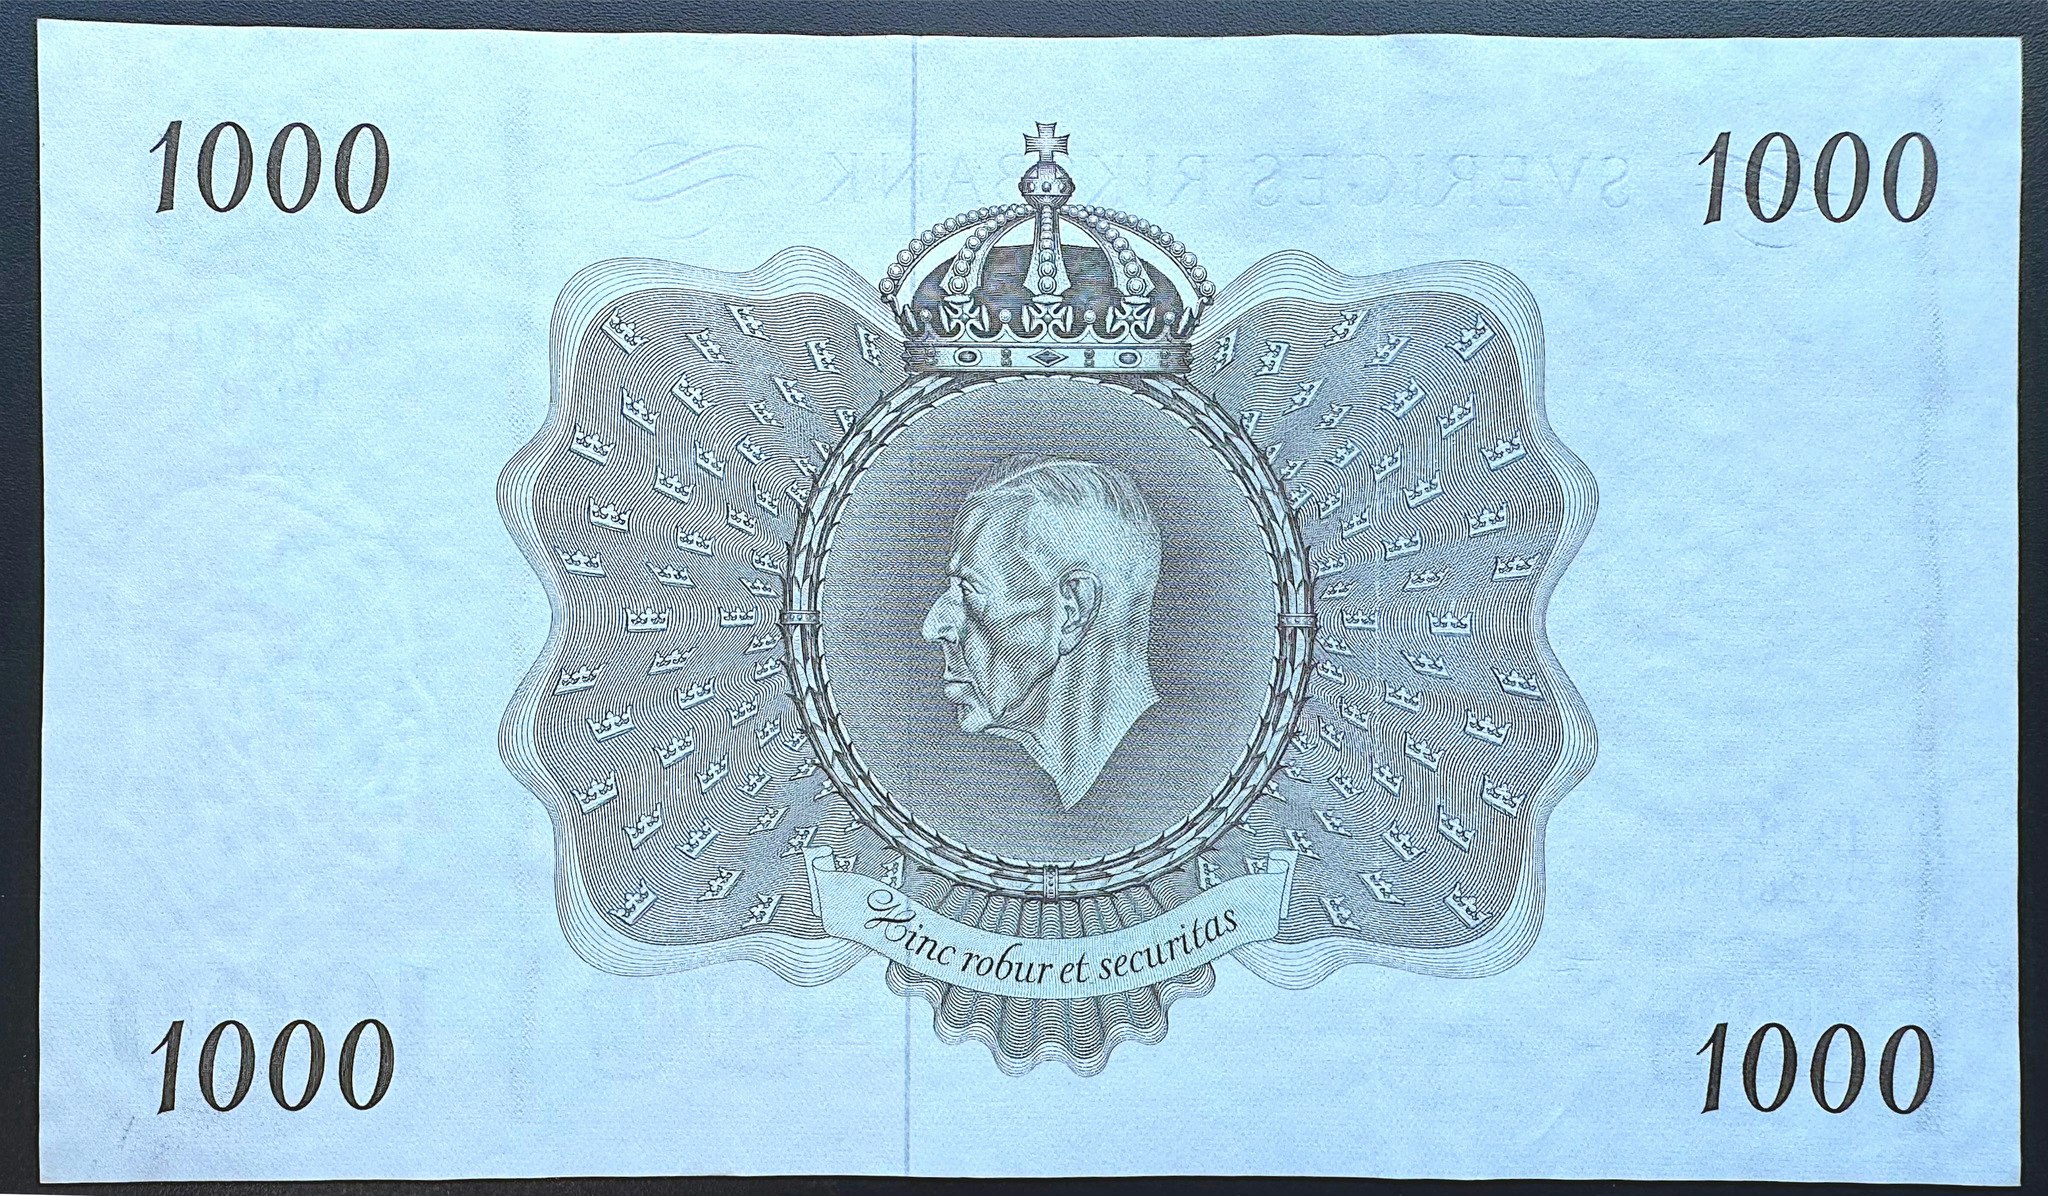 SVERIGES RIKSBANK
1000 1000
Hinc robur et securitas
1000 1000